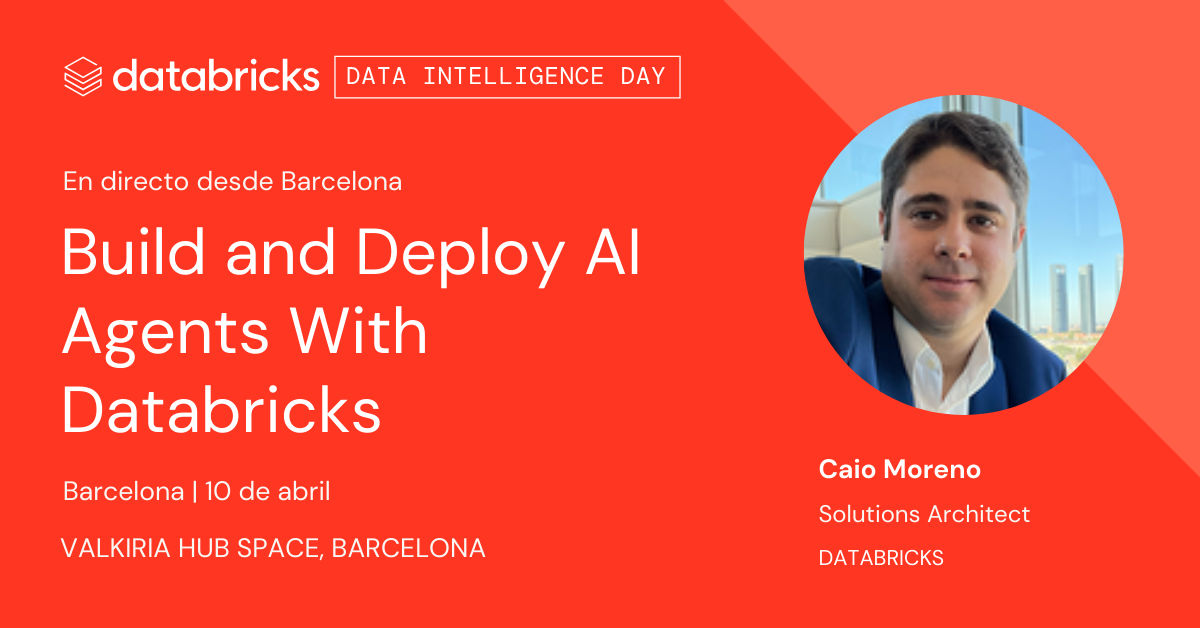 databricks DATA INTELLIGENCE DAY
En directo desde Barcelona
Build and Deploy AI
Agents With
Databricks
Barcelona | 10 de abril
VALKIRIA HUB SPACE, BARCELONA
Caio Moreno
Solutions Architect
DATABRICKS